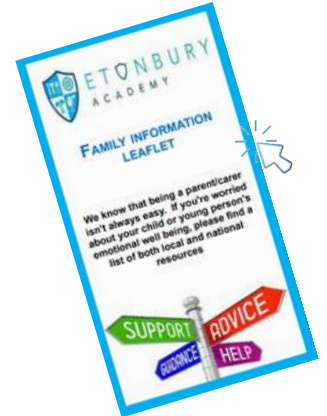 ETONBURY
ACADEMY
FAMILY INFORMATION
LEAFLET
We know that being a parent/carer
isn't always easy. If you're worried
about your child or young person's
emotional well being, please find a
list of both local and national
resources
SUPPORT
ADVICE
GUIDANCE
HELP